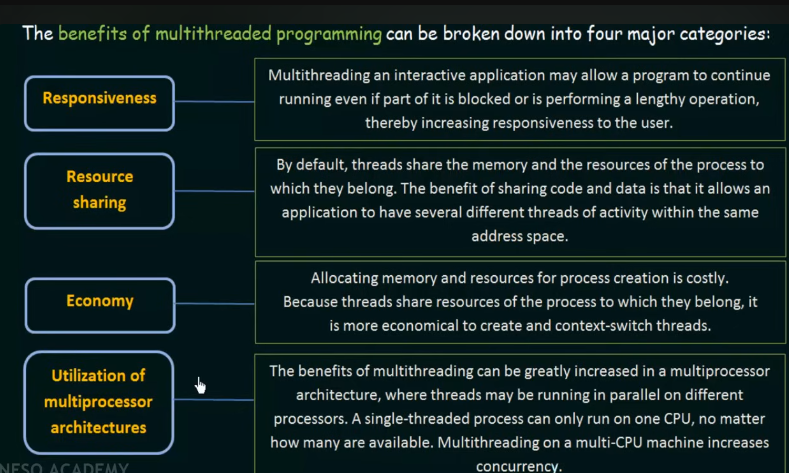 The benefits of multithreaded programming can be broken down into four major categories:
Responsiveness
Multithreading an interactive application may allow a program to continue
running even if part of it is blocked or is performing a lengthy operation,
thereby increasing responsiveness to the user.
Resource
sharing
By default, threads share the memory and the resources of the process to
which they belong. The benefit of sharing code and data is that it allows an
application to have several different threads of activity within the same
address space.
Economy
Allocating memory and resources for process creation is costly.
Because threads share resources of the process to which they belong, it
is more economical to create and context-switch threads.
Utilization of
multiprocessor
architectures
The benefits of multithreading can be greatly increased in a multiprocessor
architecture, where threads may be running in parallel on different
processors. A single-threaded process can only run on one CPU, no matter
how many are available. Multithreading on a multi-CPU machine increases
concurrency.
NESO ACADEMY